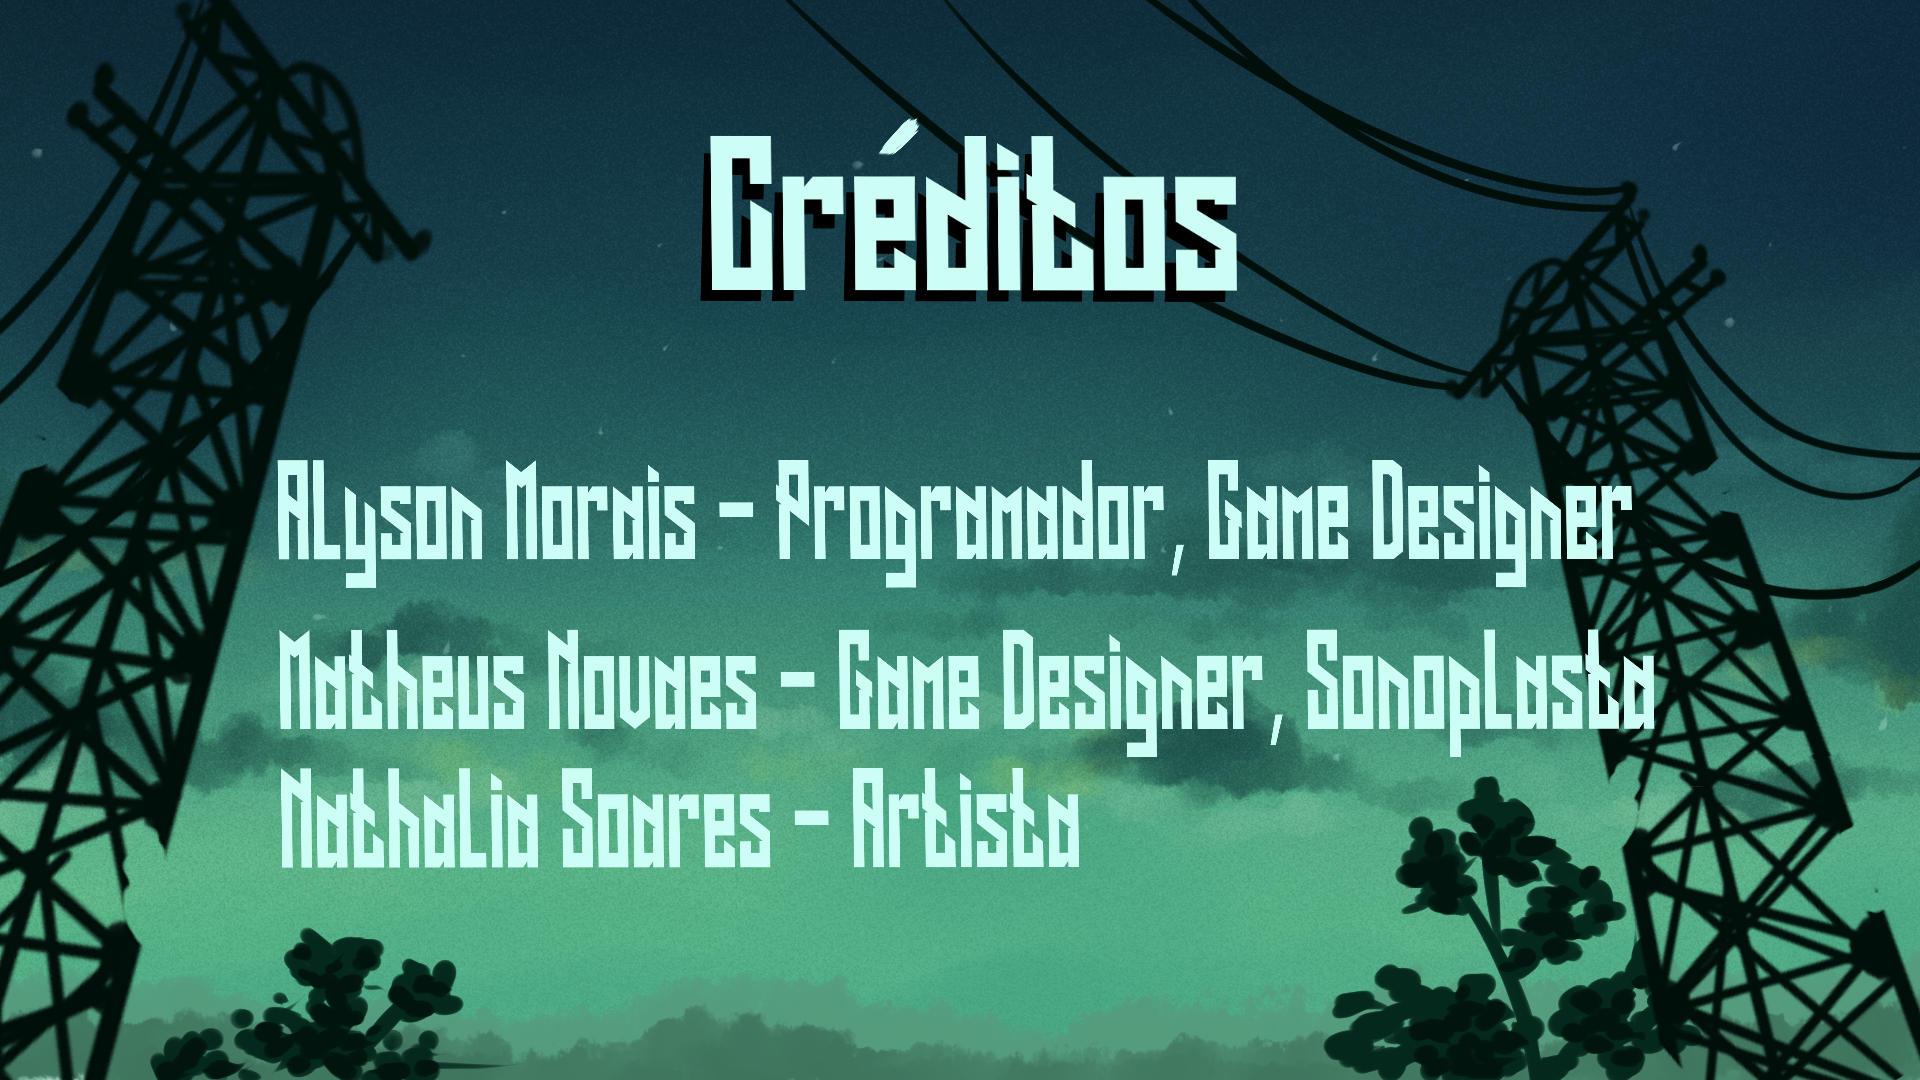 Créditos
Alyson Morais - Programador, Game Designer
Matheus Novaes - Game Designer, Sonoplasta
Nathalia Soares - Artista